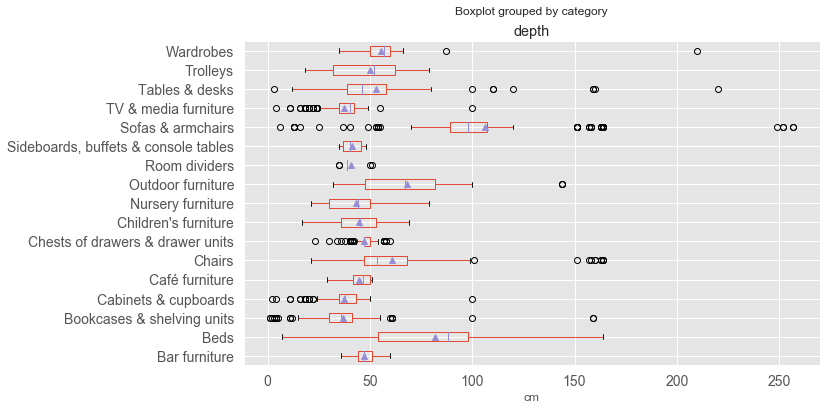 Boxplot grouped by category
depth
Wardrobes
Trolleys
Tables & desks
TV & media furniture
Sofas & armchairs
Sideboards, buffets & console tables
Room dividers
Outdoor furniture
Nursery furniture
Children's furniture
Chests of drawers & drawer units
Chairs
Café furniture
Cabinets & cupboards
Bookcases & shelving units
Beds
Bar furniture
0 50 100 150 200 250
cm